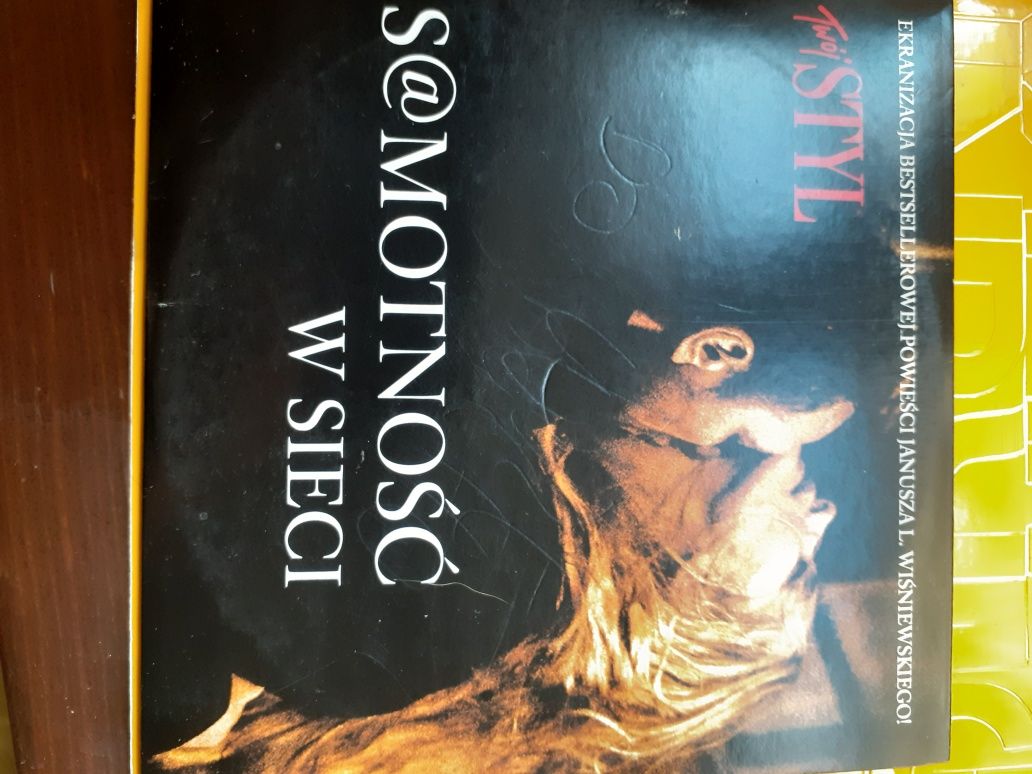 EKRANIZACJA BESTSELLEROWEJ POWIEŚCI JANUSZA L. WIŚNIEWSKIEGO!
Twój STYL
S@MOTNOŚĆ
W SIECI